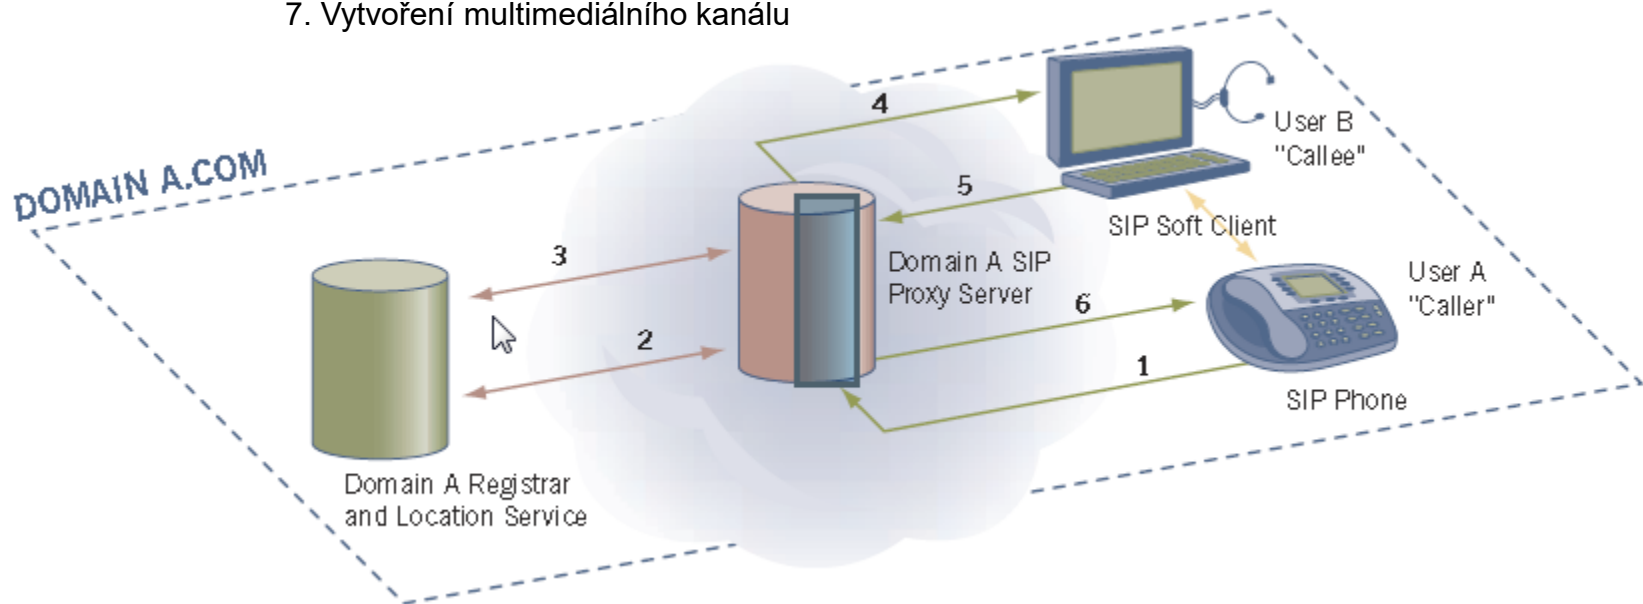 7. Vytvoření multimediálního kanálu
4
User B
"Callee"
DOMAIN A.COM
5
SIP Soft Client
3
Domain A SIP
Proxy Server
User A
"Caller"
6
2
1
SIP Phone
Domain A Registrar
and Location Service